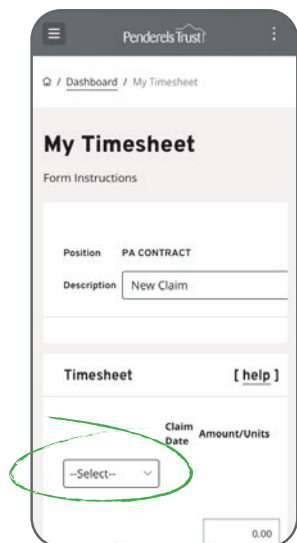 Penderels Trust
/ Dashboard / My Timesheet
My Timesheet
Form Instructions
Position PA CONTRACT
Description New Claim
Timesheet [ help ]
Claim Date Amount/Units
--Select--
0.00